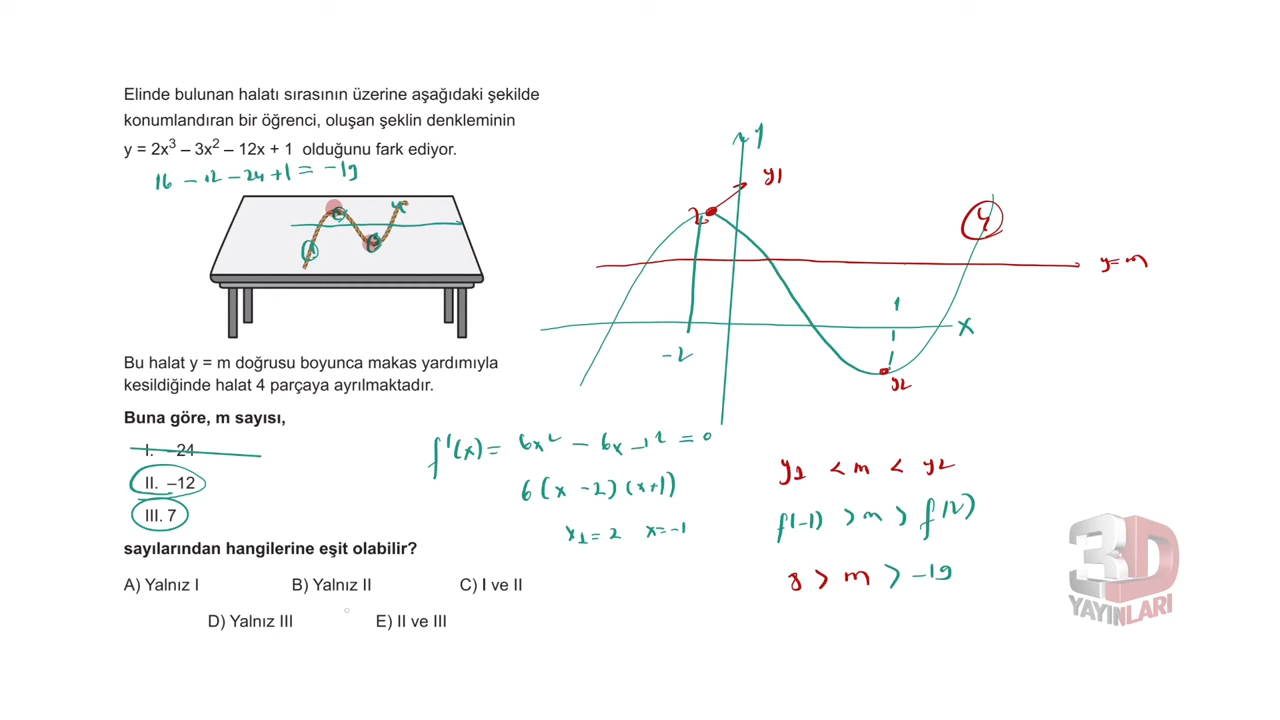 Elinde bulunan halatı sırasının üzerine aşağıdaki şekilde
konumlandıran bir öğrenci, oluşan şeklin denkleminin
y = 2x³ – 3x² – 12x + 1 olduğunu fark ediyor.
16 – 12 – 24 + 1 = – 19
Bu halat y = m doğrusu boyunca makas yardımıyla
kesildiğinde halat 4 parçaya ayrılmaktadır.
Buna göre, m sayısı,
I. –24
II. –12
III. 7
sayılarından hangilerine eşit olabilir?
A) Yalnız I B) Yalnız II C) I ve II
D) Yalnız III E) II ve III
y
y1
4
y = m
1
x
-2
y2
f'(x) = 6x² – 6x – 12 = 0
6(x – 2)(x+1)
x1 = 2 x = -1
y1 < m < y2
f(-1) > m > f(2)
8 > m > -19
3D
YAYINLARI